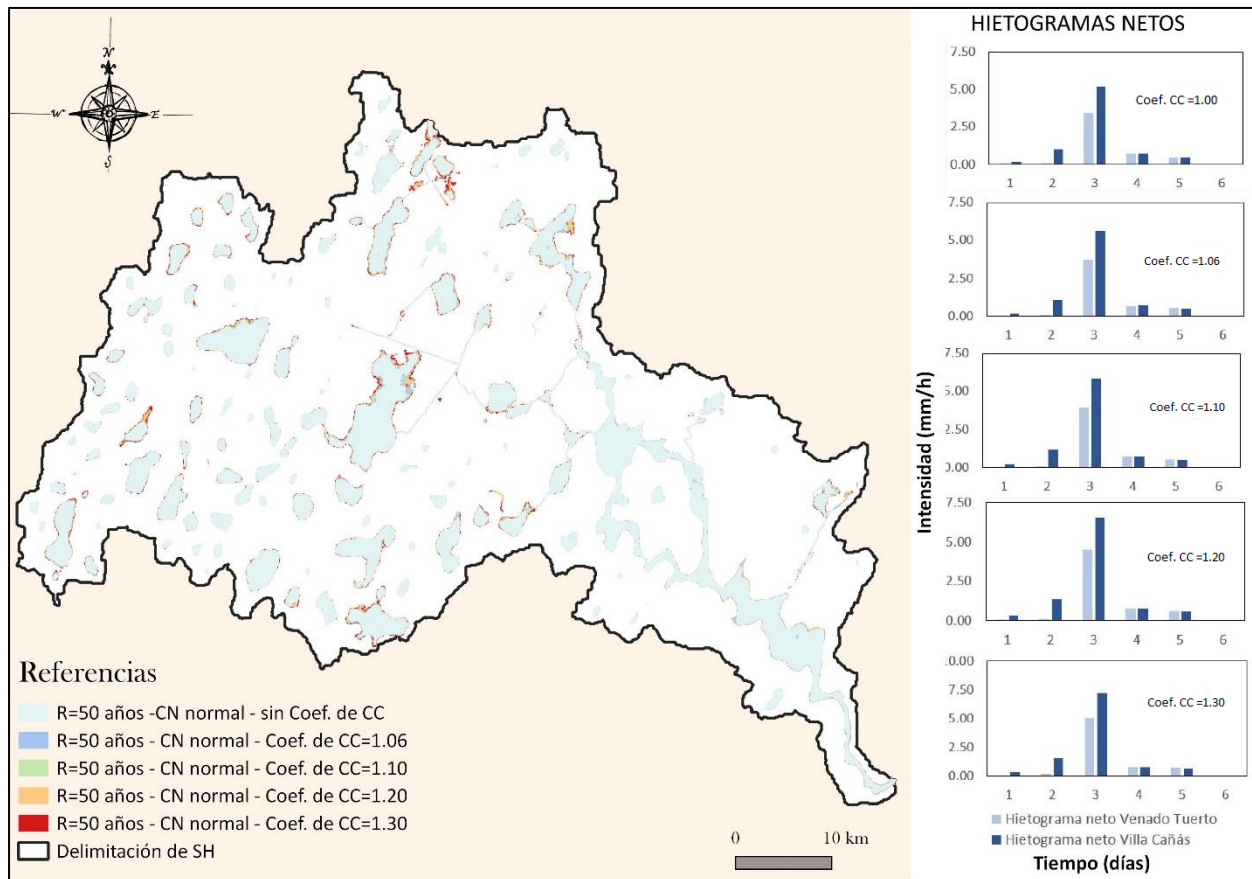 N
W
E
S
Referencias
R=50 años -CN normal - sin Coef. de CC
R=50 años - CN normal - Coef. de CC=1.06
R=50 años - CN normal - Coef. de CC=1.10
R=50 años - CN normal - Coef. de CC=1.20
R=50 años - CN normal - Coef. de CC=1.30
Delimitación de SH
0 10 km
HIETOGRAMAS NETOS
Intensidad (mm/h)
7.50
5.00
2.50
0.00
Coef. CC =1.00
1 2 3 4 5 6
7.50
5.00
2.50
0.00
Coef. CC =1.06
1 2 3 4 5 6
7.50
5.00
2.50
0.00
Coef. CC =1.10
1 2 3 4 5 6
7.50
5.00
2.50
0.00
Coef. CC =1.20
1 2 3 4 5 6
10.00
7.50
5.00
2.50
0.00
Coef. CC =1.30
1 2 3 4 5 6
Hietograma neto Venado Tuerto
Hietograma neto Villa Cañás
Tiempo (días)